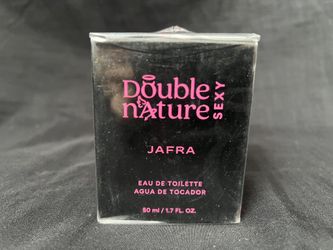 Double
nAture
SEXY
JAFRA
EAU DE TOILETTE
AGUA DE TOCADOR
50 ml / 1.7 FL. OZ.